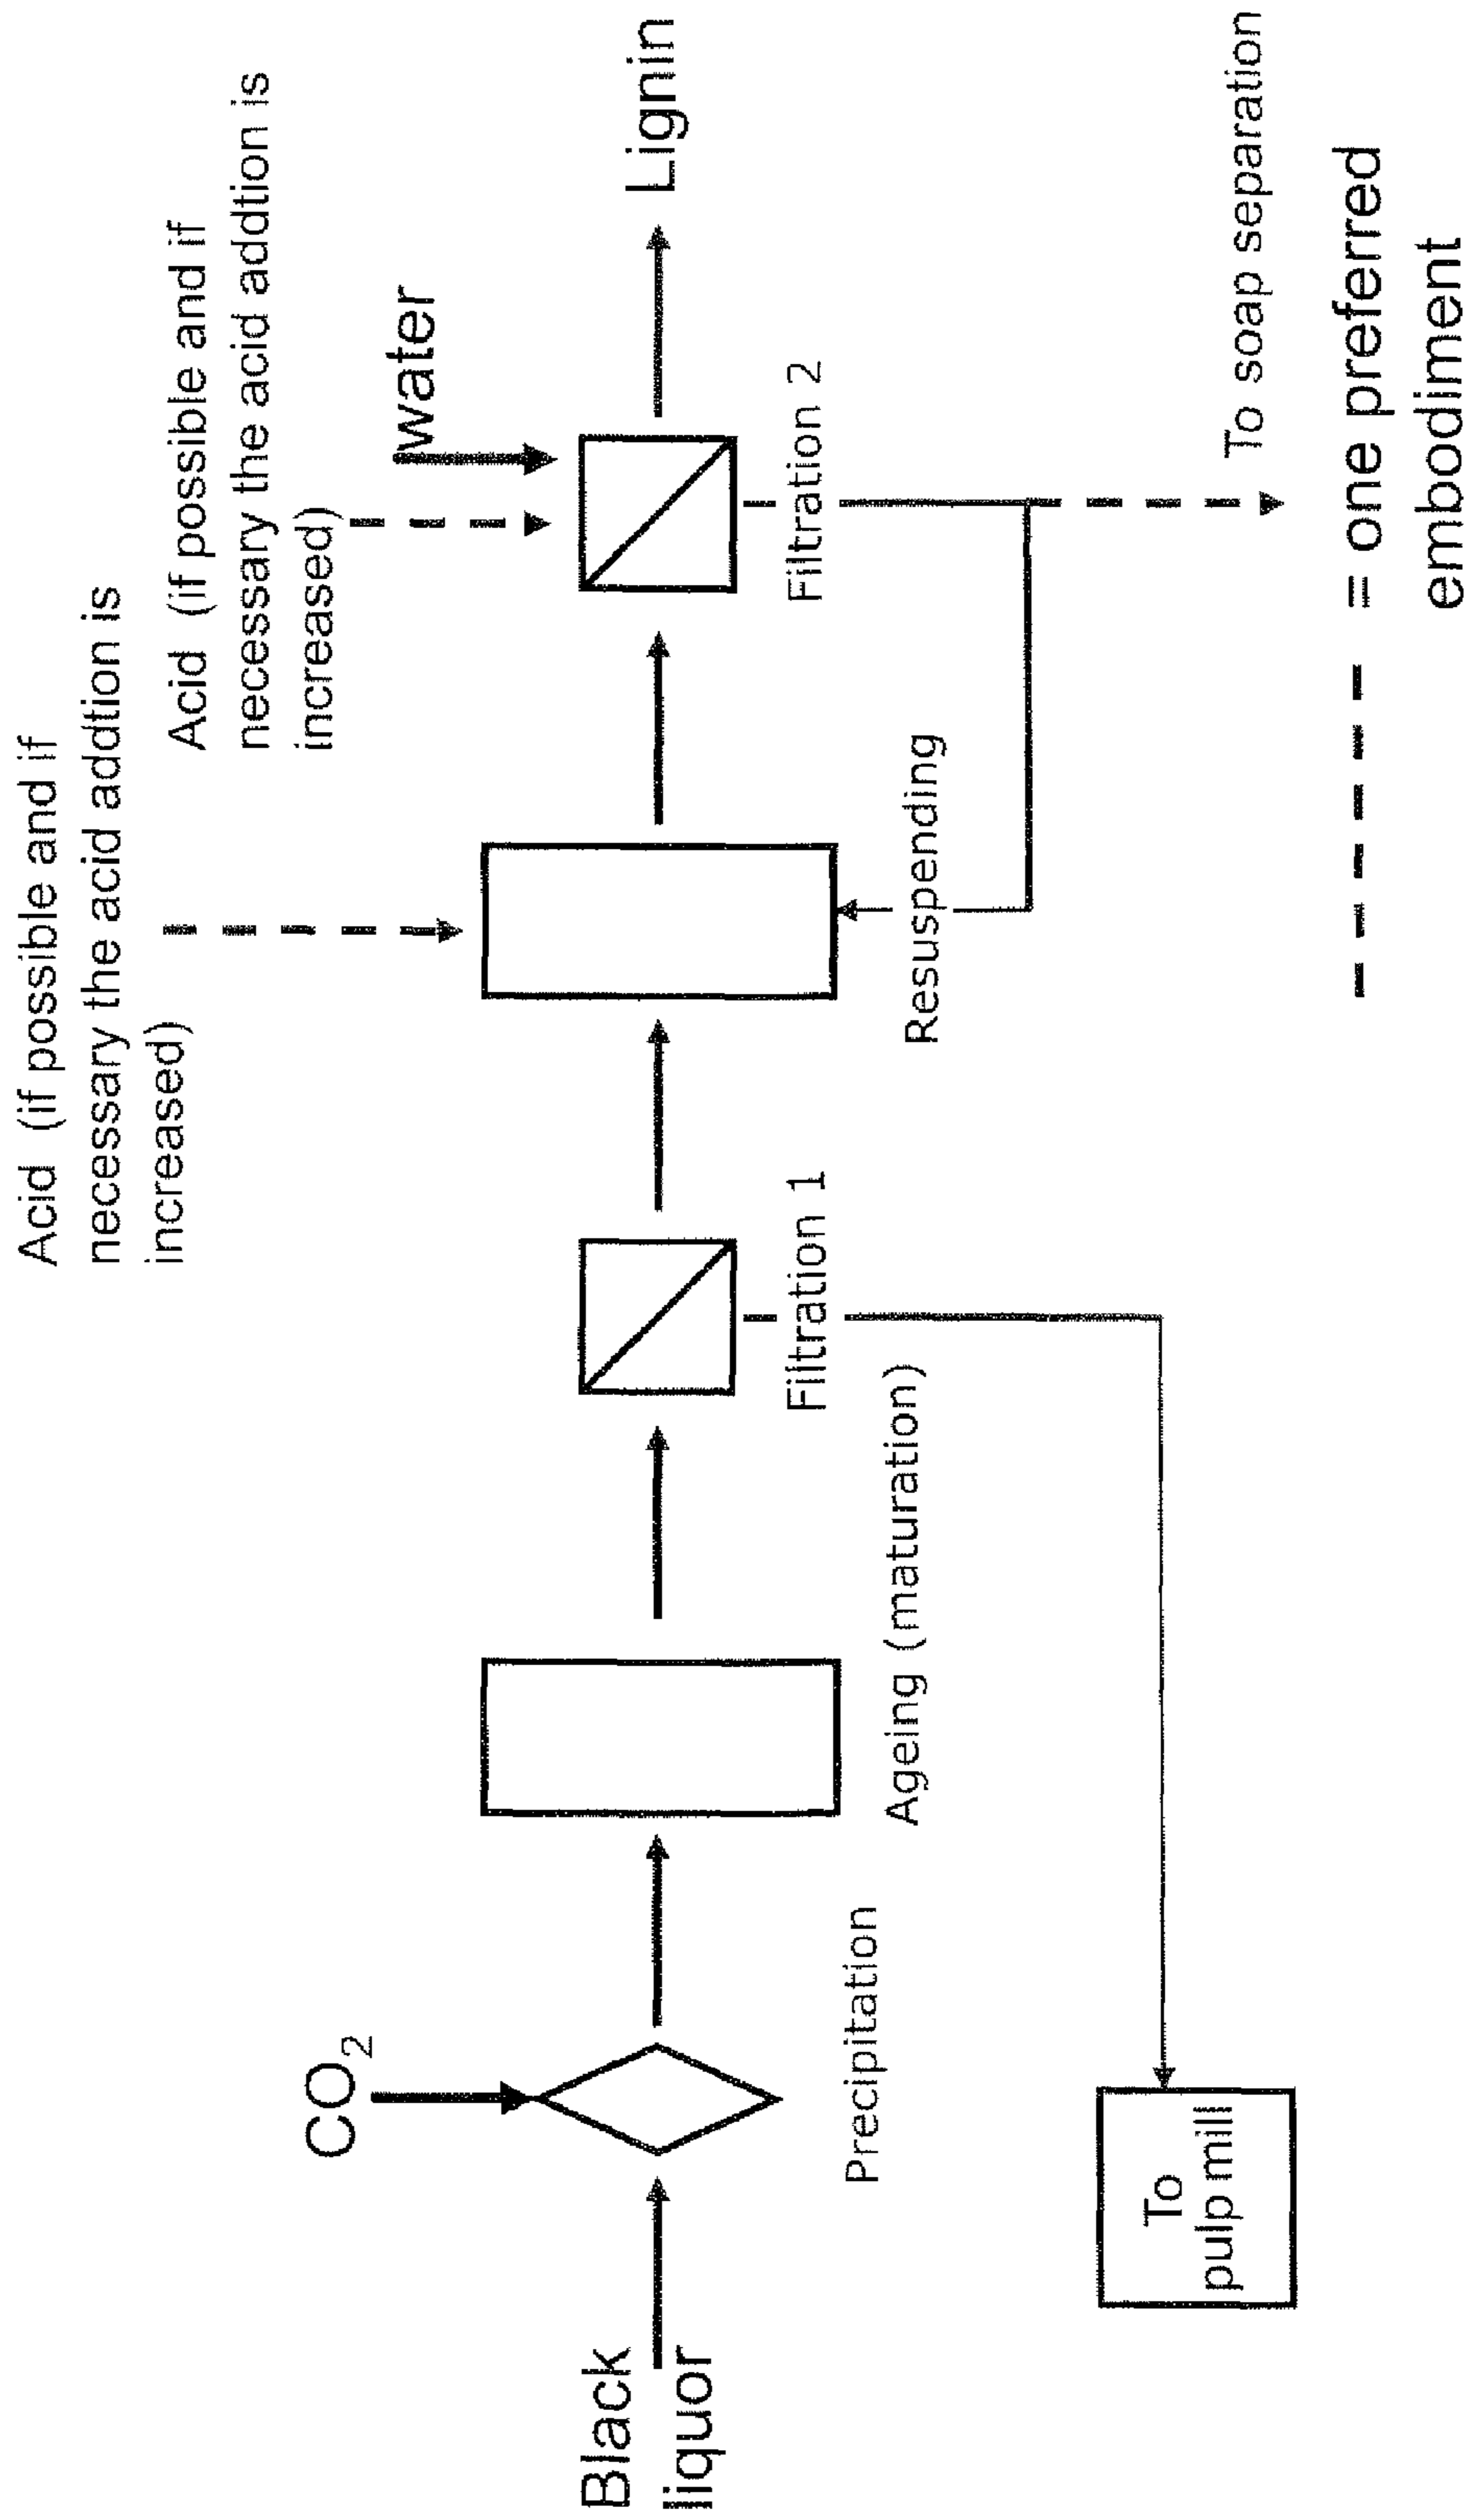 Acid (if possible and if
necessary the acid addtion is
increased)
Acid (if possible and if
necessary the acid addtion is
increased)
CO2
water
Black
liquor
Lignin
Precipitation
Ageing (maturation)
Filtration 1
Resuspending
Filtration 2
To
pulp mill
To soap separation
= one preferred
embodiment